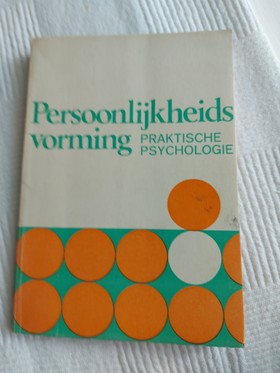 Persoonlijkheids
vorming PRAKTISCHE
PSYCHOLOGIE